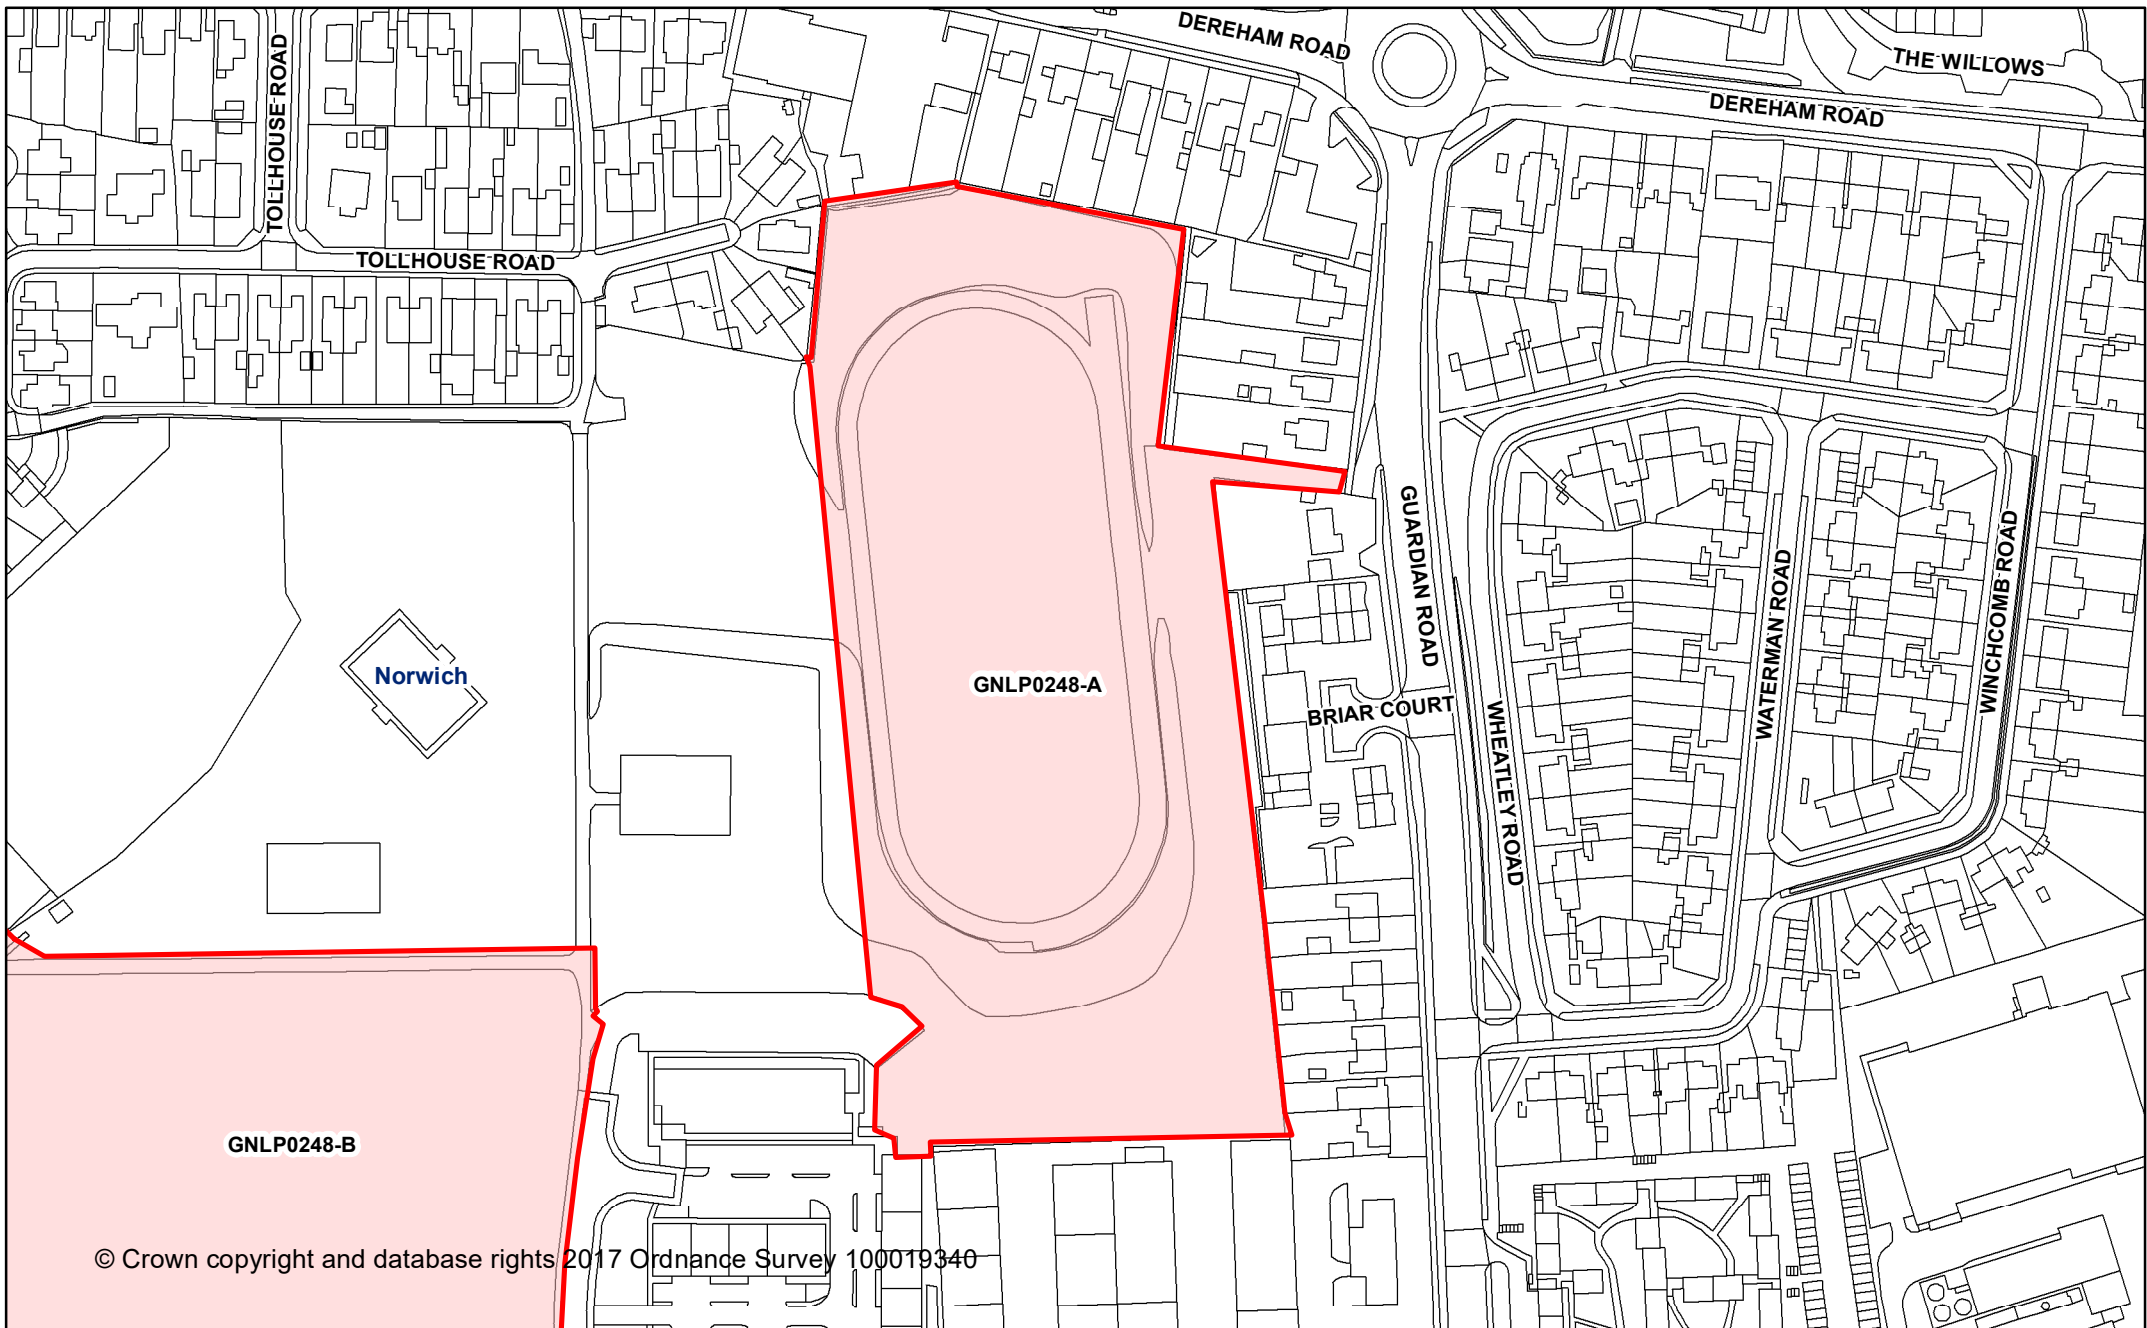 DEREHAM ROAD
THE WILLOWS
DEREHAM ROAD
TOLLHOUSE ROAD
TOLLHOUSE ROAD
GUARDIAN ROAD
WINCHCOMB ROAD
WATERMAN ROAD
Norwich
GNLP0248-A
BRIAR COURT
WHEATLEY ROAD
GNLP0248-B
© Crown copyright and database rights 2017 Ordnance Survey 100019340